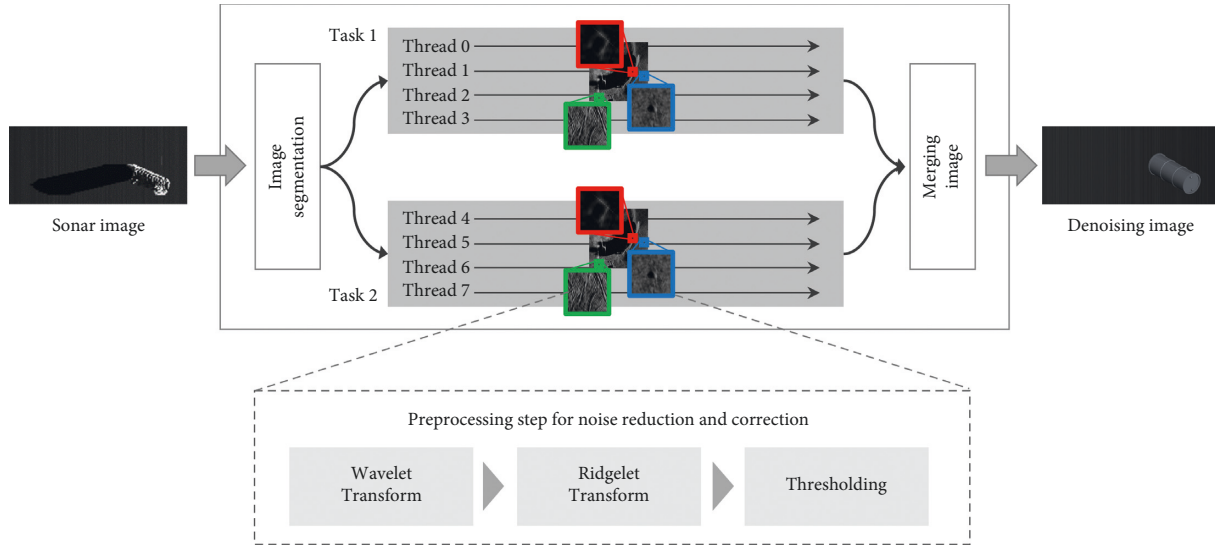 Task 1
Thread 0
Thread 1
Thread 2
Thread 3
Image
segmentation
Merging
image
Sonar image
Denoising image
Thread 4
Thread 5
Thread 6
Thread 7
Task 2
Preprocessing step for noise reduction and correction
Wavelet
Transform
Ridgelet
Transform
Thresholding